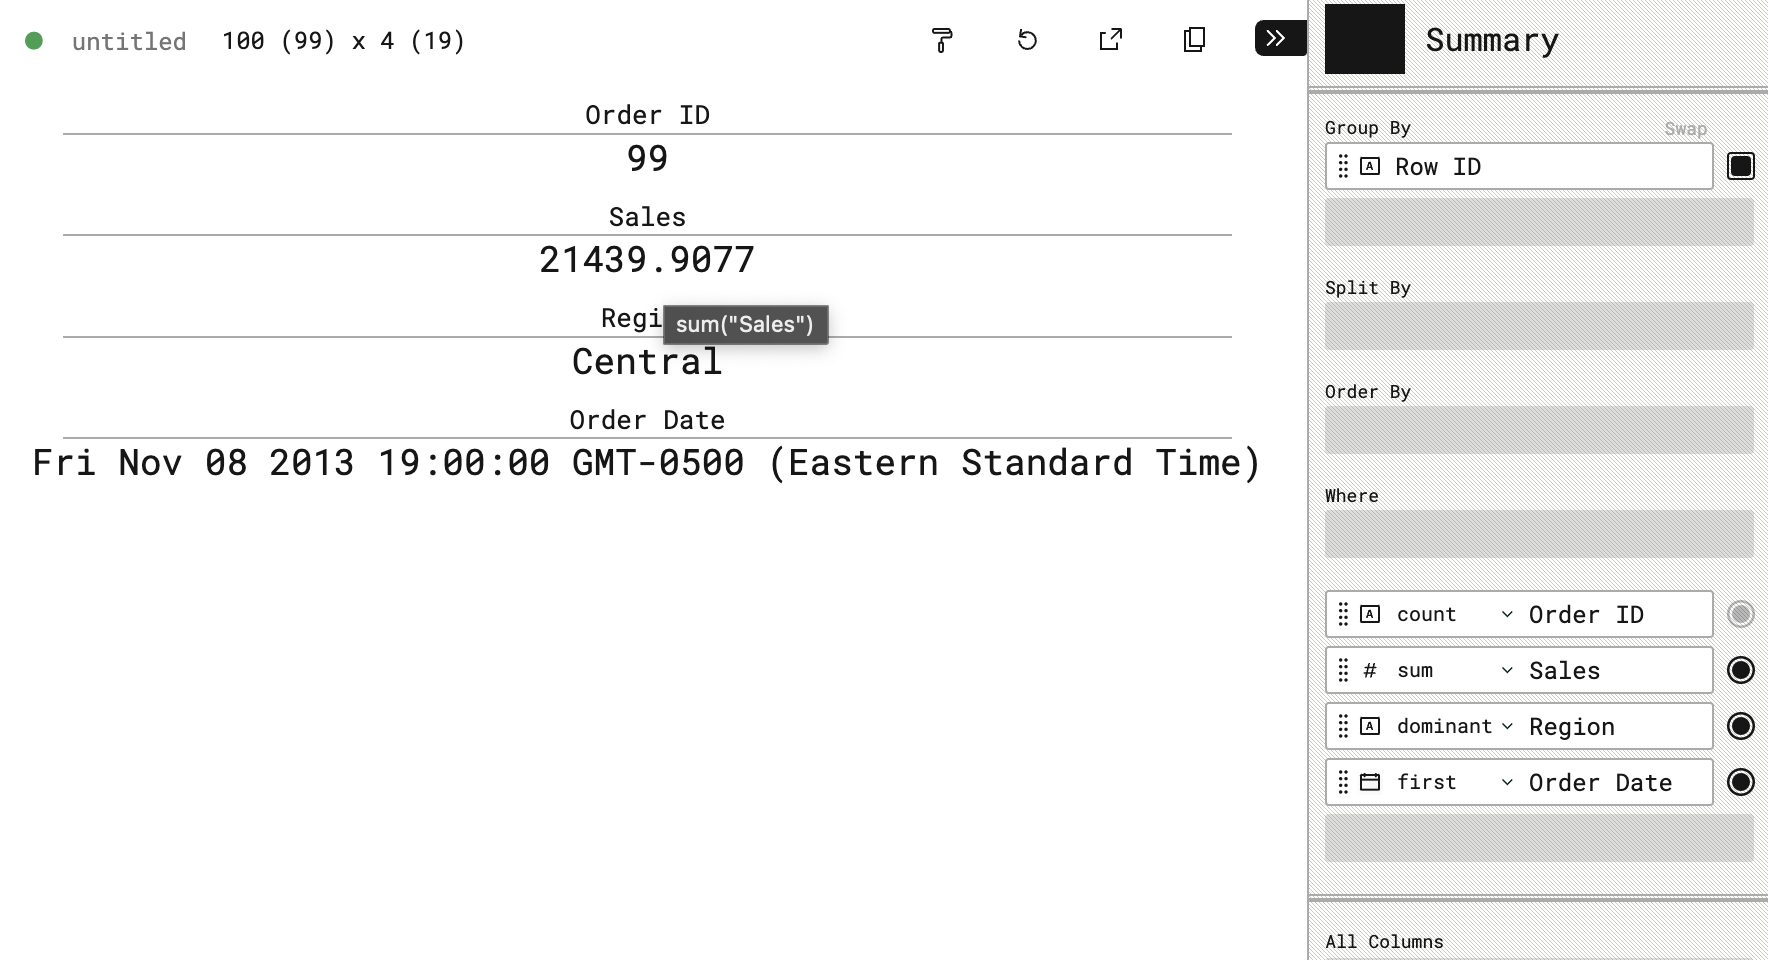 untitled 100 (99) x 4 (19)
Order ID
99
Sales
21439.9077
Regi
sum("Sales")
Central
Order Date
Fri Nov 08 2013 19:00:00 GMT-0500 (Eastern Standard Time)
Summary
Group By Swap
A Row ID
Split By
Order By
Where
A count Order ID
# sum Sales
A dominant Region
first Order Date
All Columns